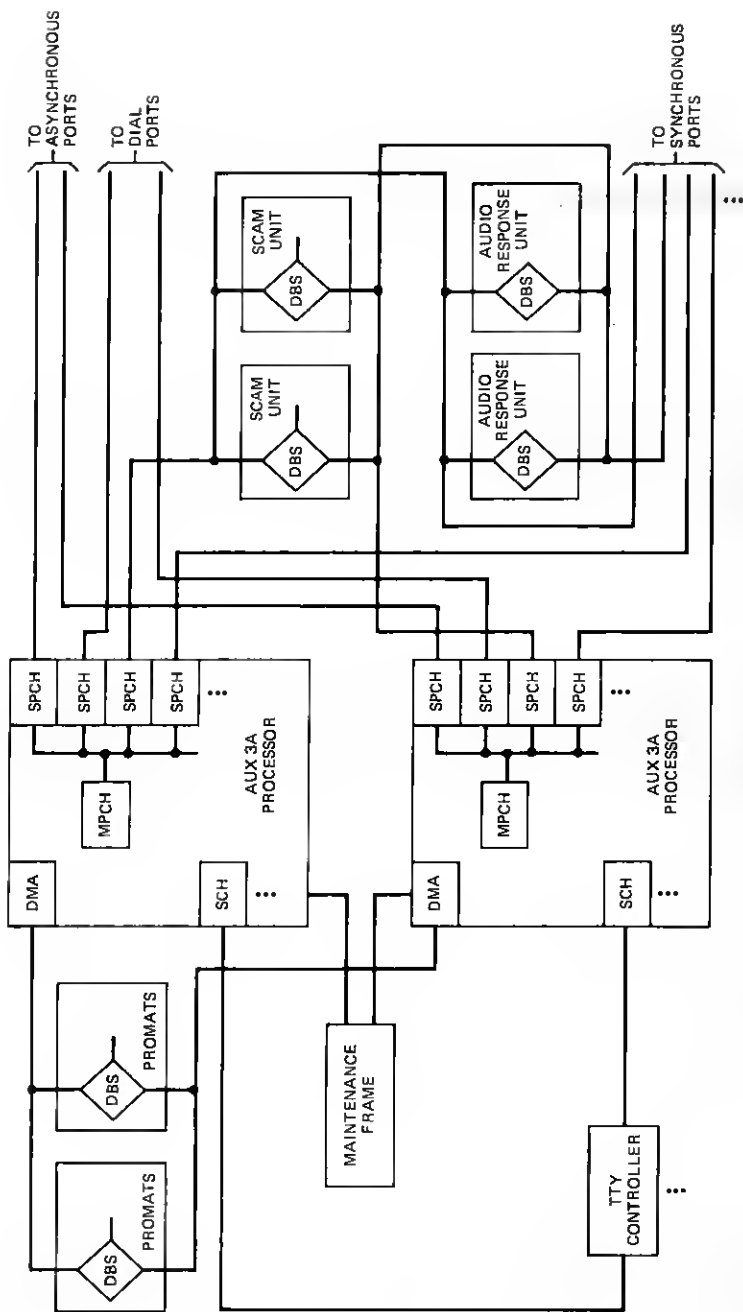 TO
ASYNCHRONOUS
PORTS
TO
DIAL
PORTS
SCAM
UNIT
DBS
SCAM
UNIT
DBS
AUDIO
RESPONSE
UNIT
DBS
AUDIO
RESPONSE
UNIT
DBS
TO
SYNCHRONOUS
PORTS
...
SPCH
SPCH
SPCH
SPCH
...
MPCH
AUX 3A
PROCESSOR
DMA
SCH
...
SPCH
SPCH
SPCH
SPCH
...
MPCH
AUX 3A
PROCESSOR
DMA
SCH
...
DBS
PROMATS
DBS
PROMATS
MAINTENANCE
FRAME
TTY
CONTROLLER
...